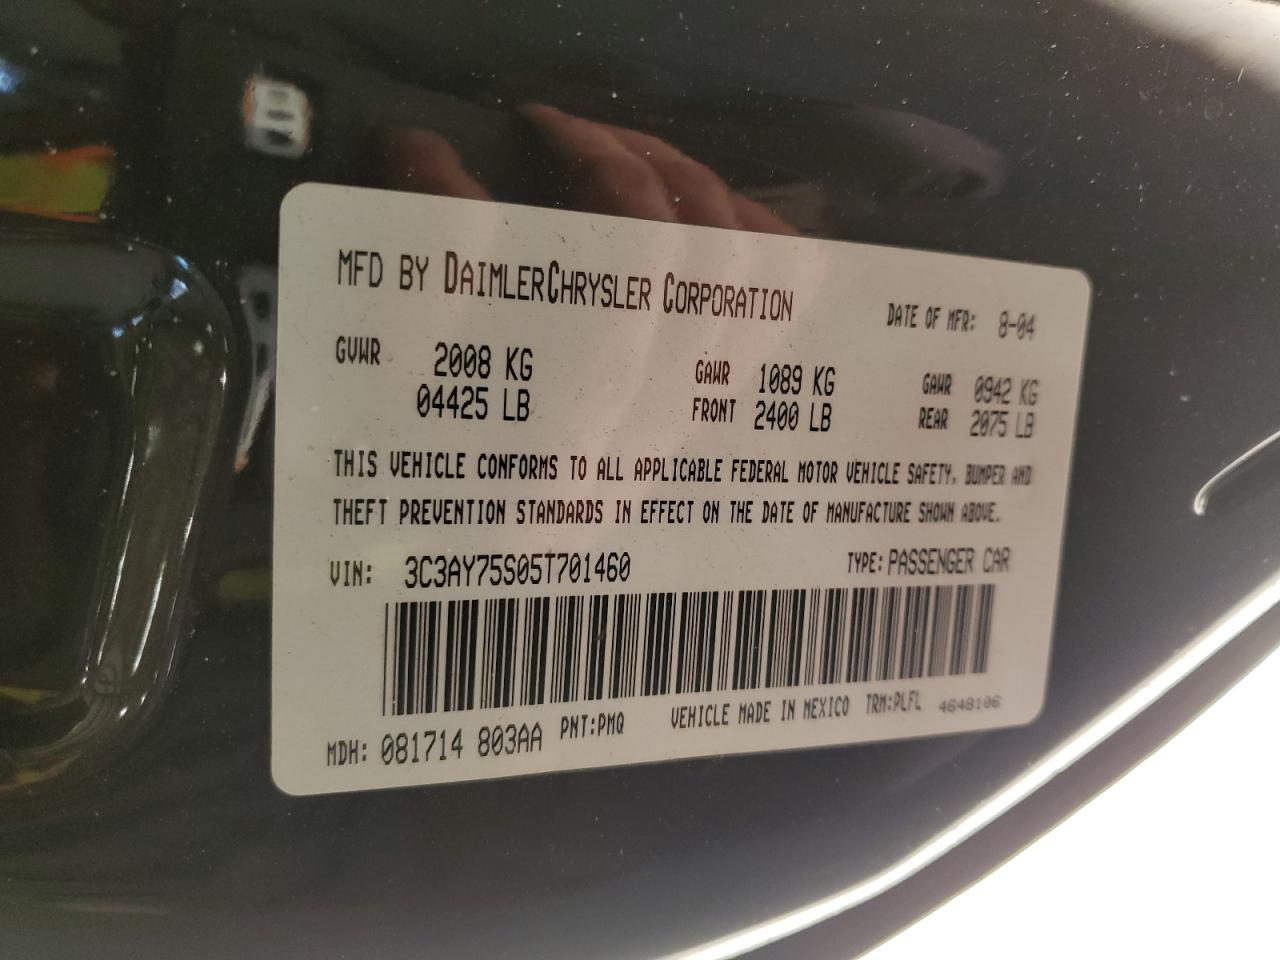 MFD BY DAIMLERCHRYSLER CORPORATION DATE OF MFR: 8-04
GVWR 2008 KG GAWR 1089 KG GAWR 0942 KG
04425 LB FRONT 2400 LB REAR 2075 LB
THIS VEHICLE CONFORMS TO ALL APPLICABLE FEDERAL MOTOR VEHICLE SAFETY, BUMPER AND
THEFT PREVENTION STANDARDS IN EFFECT ON THE DATE OF MANUFACTURE SHOWN ABOVE.
VIN: 3C3AY75S05T701460 TYPE: PASSENGER CAR
MDH: 081714 803AA PNT:PMQ VEHICLE MADE IN MEXICO TRM:PLFL 4648106